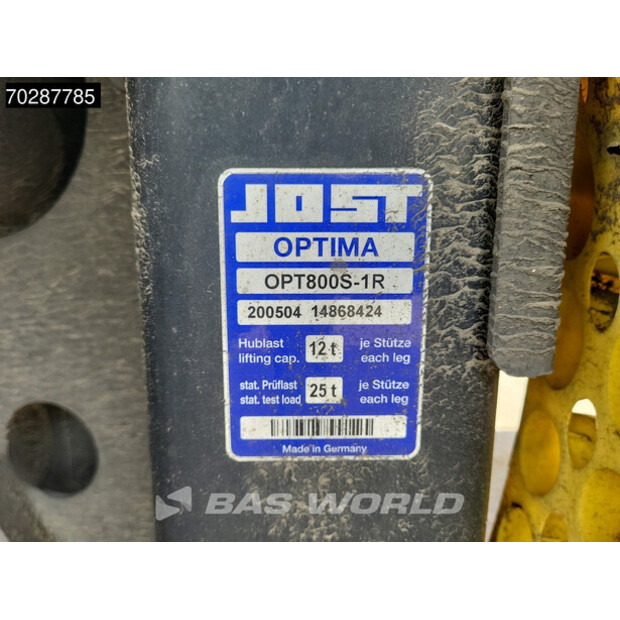 70287785
JOST
OPTIMA
OPT800S-1R
200504 14868424
Hublast 12 t je Stütze
lifting cap. each leg
stat. Prüflast 25 t je Stütze
stat. test load each leg
Made in Germany
BAS WORLD